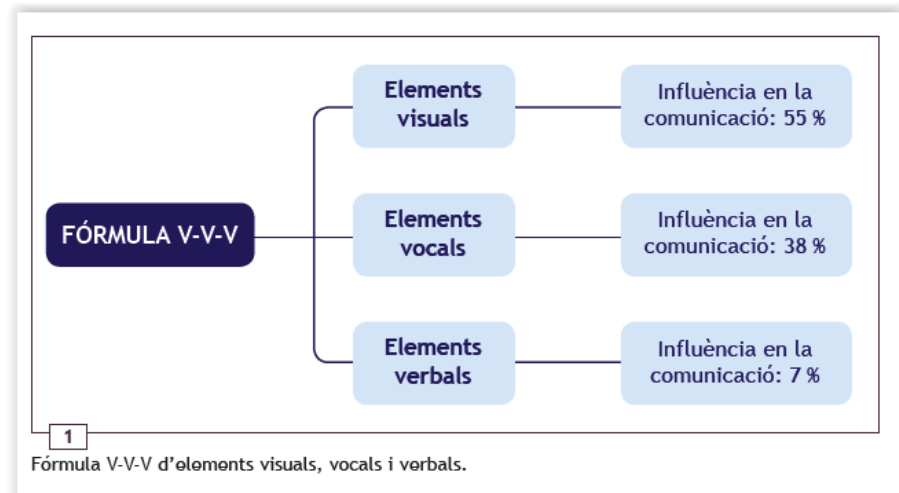 Elements
visuals
Influència en la
comunicació: 55 %
FÓRMULA V-V-V
Elements
vocals
Influència en la
comunicació: 38 %
Elements
verbals
Influència en la
comunicació: 7 %
1
Fórmula V-V-V d’elements visuals, vocals i verbals.